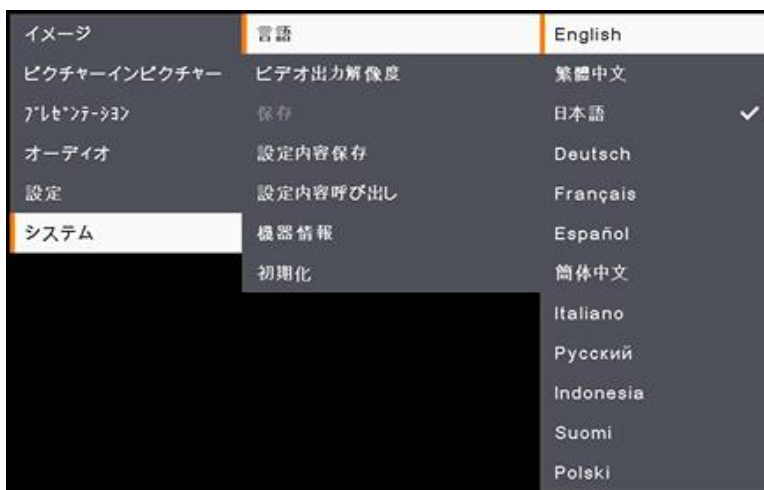 イメージ
ピクチャーインピクチャー
プレゼンテーション
オーディオ
設定
システム
言語
ビデオ出力解像度
保存
設定内容保存
設定内容呼び出し
機器情報
初期化
English
繁體中文
日本語
Deutsch
Français
Español
简体中文
Italiano
Русский
Indonesia
Suomi
Polski